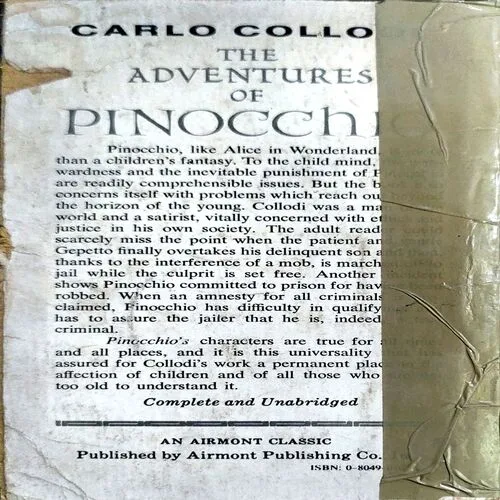 CARLO COLLO
THE
ADVENTURES
OF
PINOCCHI
Pinocchio, like Alice in Wonderland,
than a children's fantasy. To the child mind,
wardness and the inevitable punishment of P
are readily comprehensible issues. But the b
concerns itself with problems which reach ou
the horizon of the young. Collodi was a ma
world and a satirist, vitally concerned with et
justice in his own society. The adult read
scarcely miss the point when the patient an
Gepetto finally overtakes his delinquent son
thanks to the interference of a mob, is march
jail while the culprit is set free. Another
shows Pinocchio committed to prison for hav
robbed. When an amnesty for all criminals
claimed, Pinocchio has difficulty in qualify
has to assure the jailer that he is, indeed
criminal.
Pinocchio's characters are true for
and all places, and it is this universality has
assured for Collodi's work a permanent pla
affection of children and of all those who
too old to understand it.
Complete and Unabridged
AN AIRMONT CLASSIC
Published by Airmont Publishing Co.
ISBN: 0-8049-